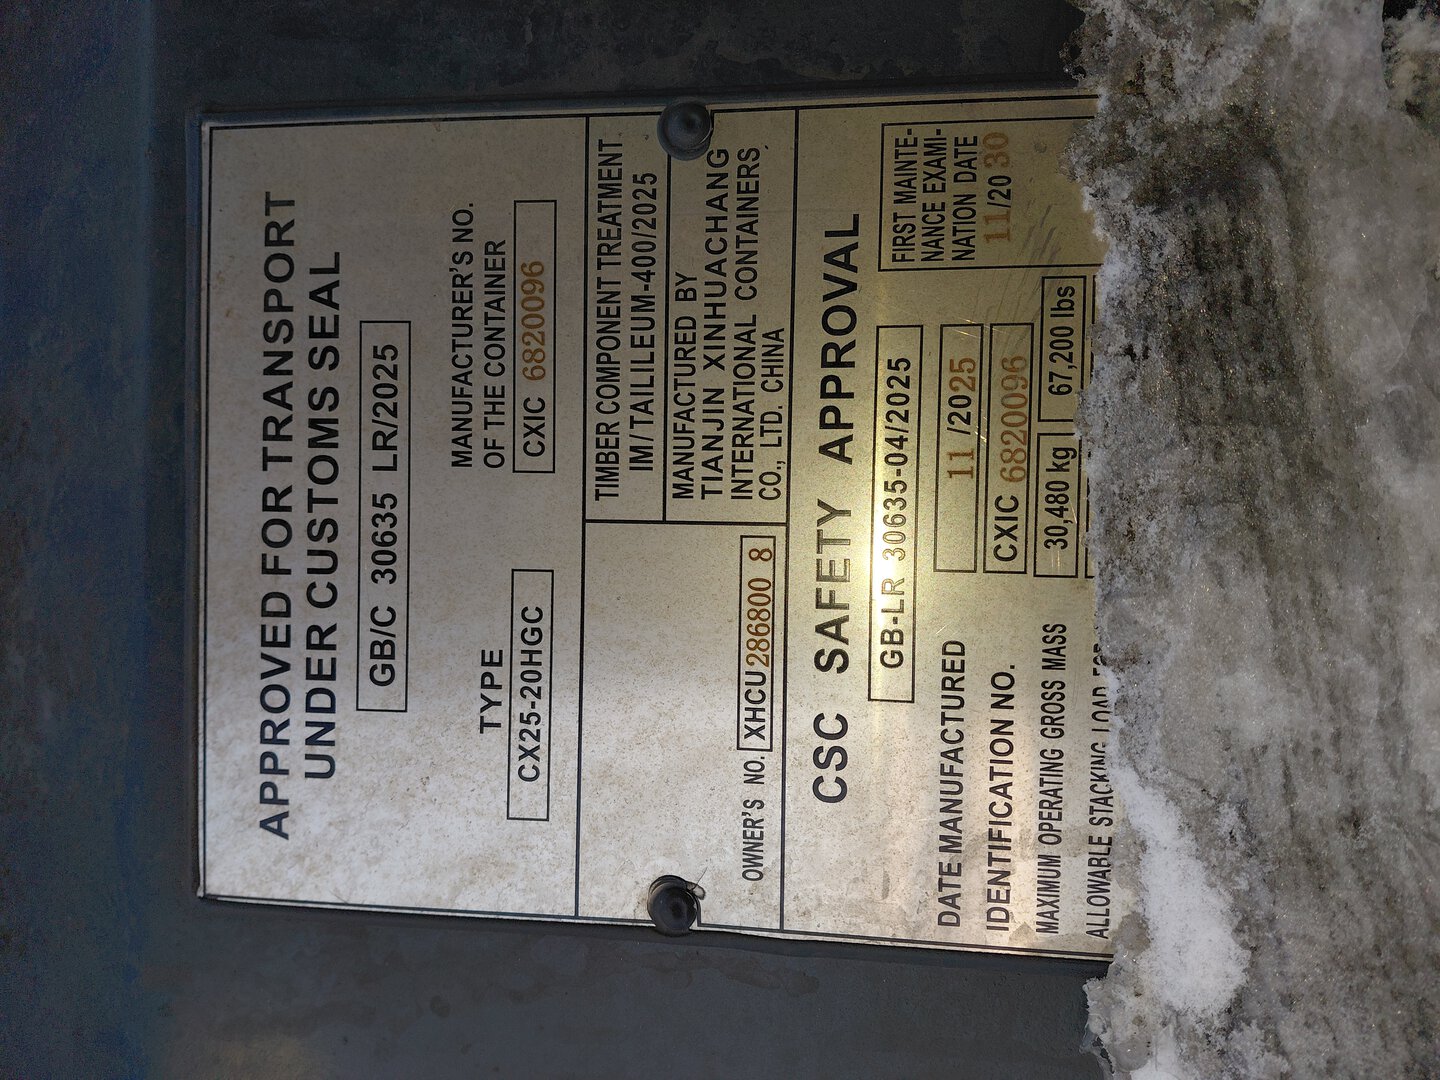 APPROVED FOR TRANSPORT
UNDER CUSTOMS SEAL
GB/C 30635 LR/2025
TYPE
CX25-20HGC
MANUFACTURER'S NO.
OF THE CONTAINER
CXIC 6820096
TIMBER COMPONENT TREATMENT
IM/TAILILEUM-400/2025
MANUFACTURED BY
TIANJIN XINHUACHANG
INTERNATIONAL CONTAINERS
CO., LTD. CHINA
OWNER'S NO. XHCU 286800 8
CSC SAFETY APPROVAL
GB-LR 30635-04/2025
FIRST MAINTE-
NANCE EXAMI-
NATION DATE
11/2030
DATE MANUFACTURED 11 /2025
IDENTIFICATION NO. CXIC 6820096
MAXIMUM OPERATING GROSS MASS 30,480 kg 67,200 lbs
ALLOWABLE STACKING LOAD FOR